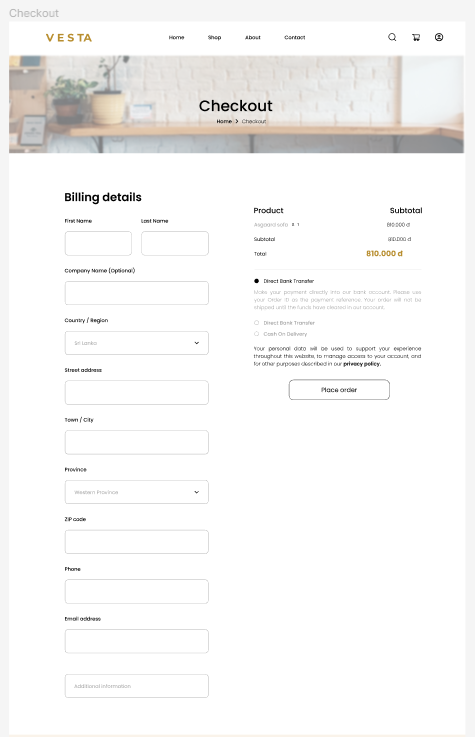 Checkout
VESTA
Home
Shop
About
Contact
Checkout
Home > Checkout
Billing details
First Name
Last Name
Company Name (Optional)
Country / Region
Sri Lanka
Street address
Town / City
Province
Western Province
ZIP code
Phone
Email address
Additional information
Product
Subtotal
Asgaard sofa X 1
810.000 đ
Subtotal
810.000 đ
Total
810.000 đ
Direct Bank Transfer
Make your payment directly into our bank account. Please use
your Order ID as the payment reference. Your order will not be
shipped until the funds have cleared in our account.
Direct Bank Transfer
Cash On Delivery
Your personal data will be used to support your experience
throughout this website, to manage access to your account, and
for other purposes described in our privacy policy.
Place order